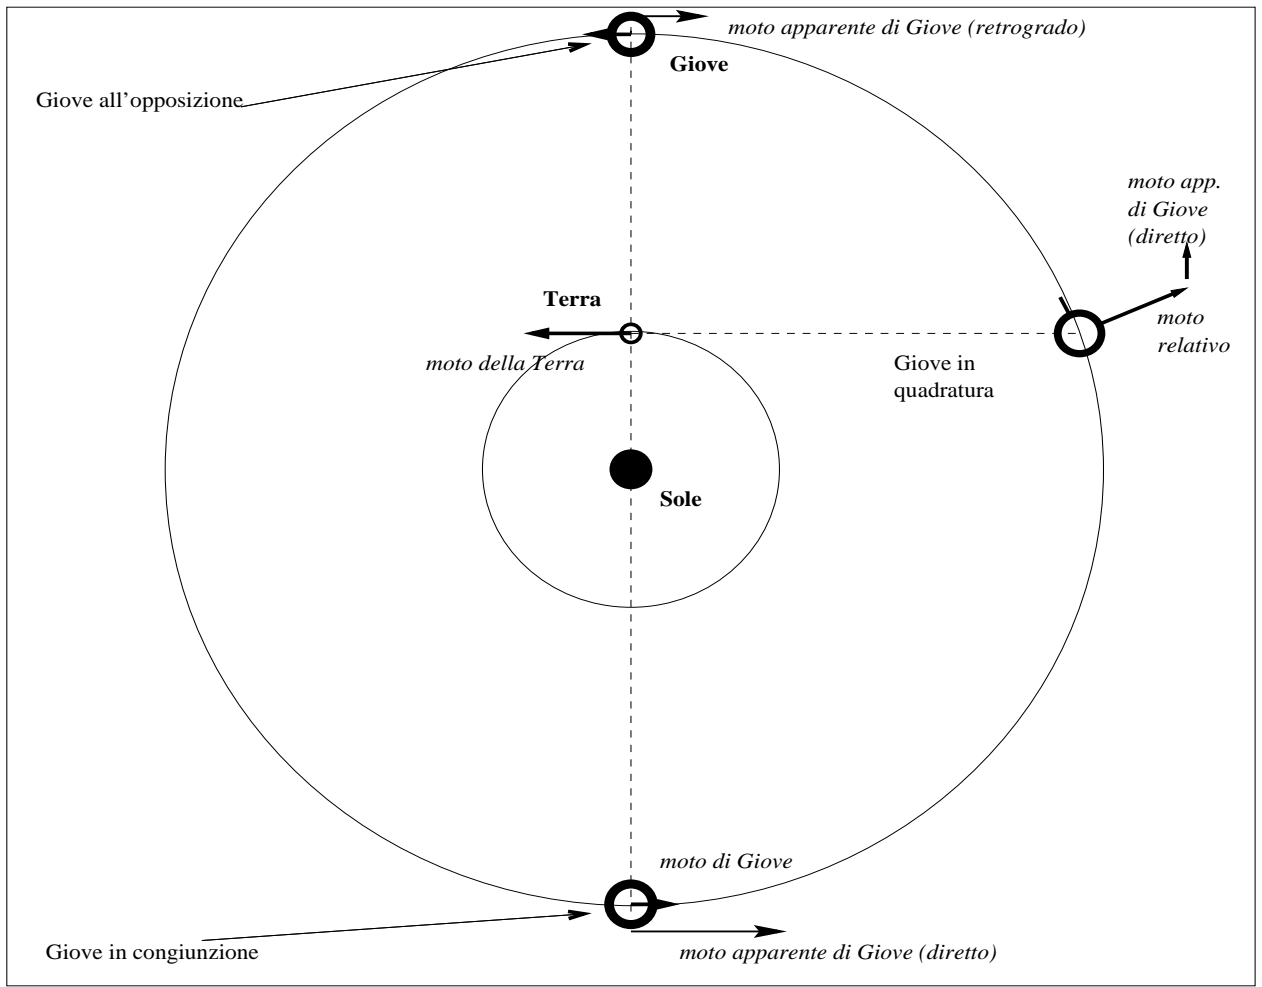 moto apparente di Giove (retrogrado)
Giove
Giove all’opposizione
moto app.
di Giove
(diretto)
Terra
moto
relativo
moto della Terra
Giove in
quadratura
Sole
moto di Giove
Giove in congiunzione
moto apparente di Giove (diretto)